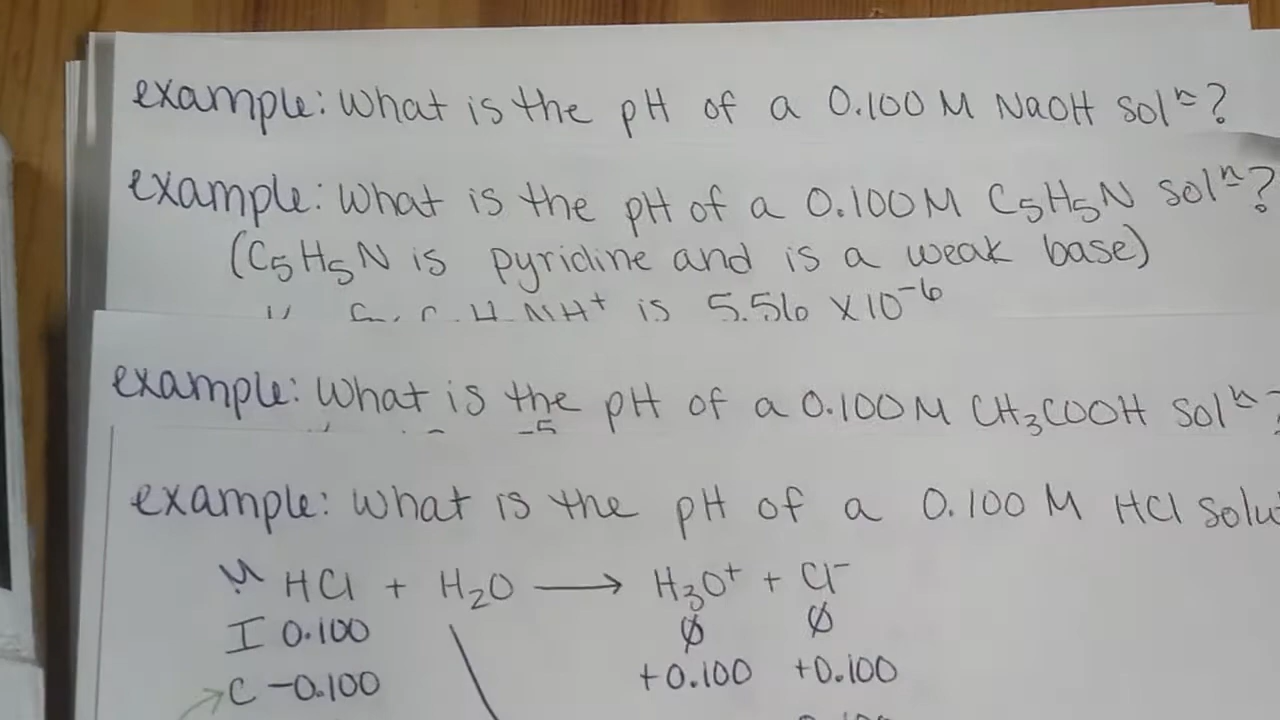 example: What is the pH of a 0.100 M NaOH solⁿ?
example: What is the pH of a 0.100 M C₅H₅N solⁿ?
(C₅H₅N is pyridine and is a weak base)
is 5.56 x10⁻⁶
example: What is the pH of a 0.100 M CH₃COOH solⁿ?
-5
example: What is the pH of a 0.100 M HCl Solu
M HCl + H₂O → H₃O⁺ + Cl⁻
I 0.100 Ø Ø
C -0.100 +0.100 +0.100